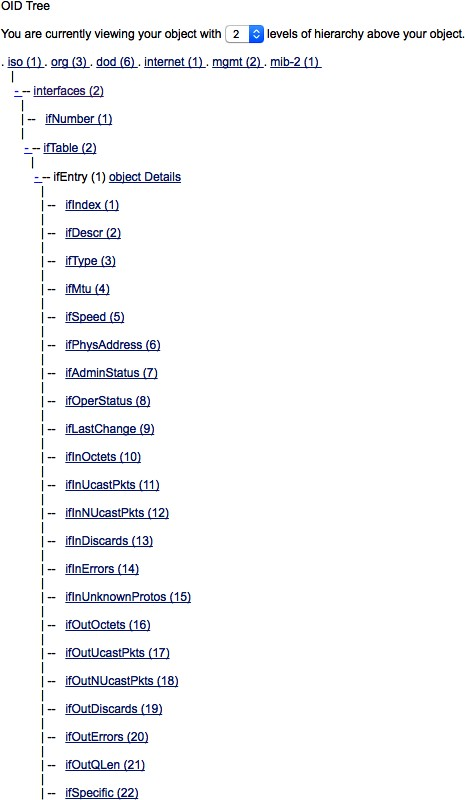 OID Tree
You are currently viewing your object with 2 levels of hierarchy above your object.
. iso (1) . org (3) . dod (6) . internet (1) . mgmt (2) . mib-2 (1)
|
- -- interfaces (2)
|
|-- ifNumber (1)
|
- -- ifTable (2)
|
- -- ifEntry (1) object Details
|
|-- ifIndex (1)
|
|-- ifDescr (2)
|
|-- ifType (3)
|
|-- ifMtu (4)
|
|-- ifSpeed (5)
|
|-- ifPhysAddress (6)
|
|-- ifAdminStatus (7)
|
|-- ifOperStatus (8)
|
|-- ifLastChange (9)
|
|-- ifInOctets (10)
|
|-- ifInUcastPkts (11)
|
|-- ifInNUcastPkts (12)
|
|-- ifInDiscards (13)
|
|-- ifInErrors (14)
|
|-- ifInUnknownProtos (15)
|
|-- ifOutOctets (16)
|
|-- ifOutUcastPkts (17)
|
|-- ifOutNUcastPkts (18)
|
|-- ifOutDiscards (19)
|
|-- ifOutErrors (20)
|
|-- ifOutQLen (21)
|
|-- ifSpecific (22)